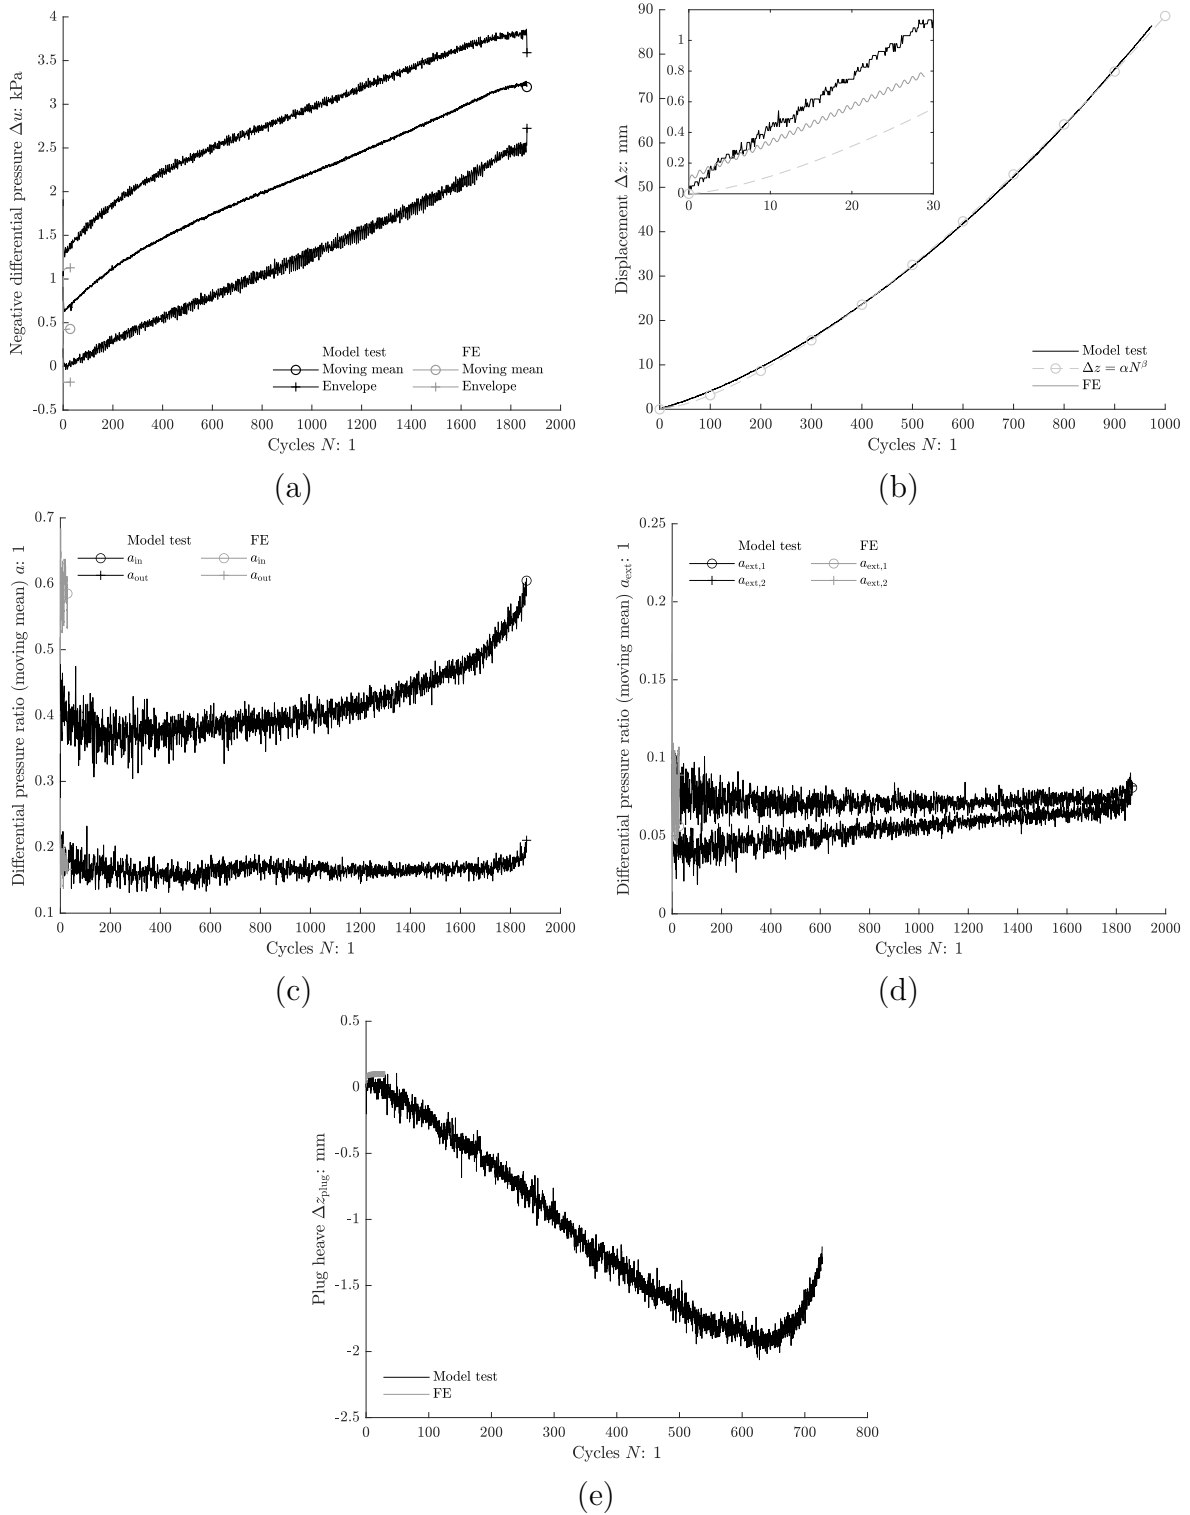 4
3.5
3
2.5
2
1.5
1
0.5
0
-0.5
Negative differential pressure Δu: kPa
Model test FE
Moving mean Moving mean
Envelope Envelope
0 200 400 600 800 1000 1200 1400 1600 1800 2000
Cycles N: 1
(a)
90
80
70
60
50
40
30
20
10
0
Displacement Δz: mm
1
0.8
0.6
0.4
0.2
0
0 10 20 30
Model test
Δz = αN^β
FE
0 100 200 300 400 500 600 700 800 900 1000
Cycles N: 1
(b)
0.7
0.6
0.5
0.4
0.3
0.2
0.1
Differential pressure ratio (moving mean) a: 1
Model test FE
a_in a_in
a_out a_out
0 200 400 600 800 1000 1200 1400 1600 1800 2000
Cycles N: 1
(c)
0.25
0.2
0.15
0.1
0.05
0
Differential pressure ratio (moving mean) a_ext: 1
Model test FE
a_ext,1 a_ext,1
a_ext,2 a_ext,2
0 200 400 600 800 1000 1200 1400 1600 1800 2000
Cycles N: 1
(d)
0.5
0
-0.5
-1
-1.5
-2
-2.5
Plug heave Δz_plug: mm
Model test
FE
0 100 200 300 400 500 600 700 800
Cycles N: 1
(e)